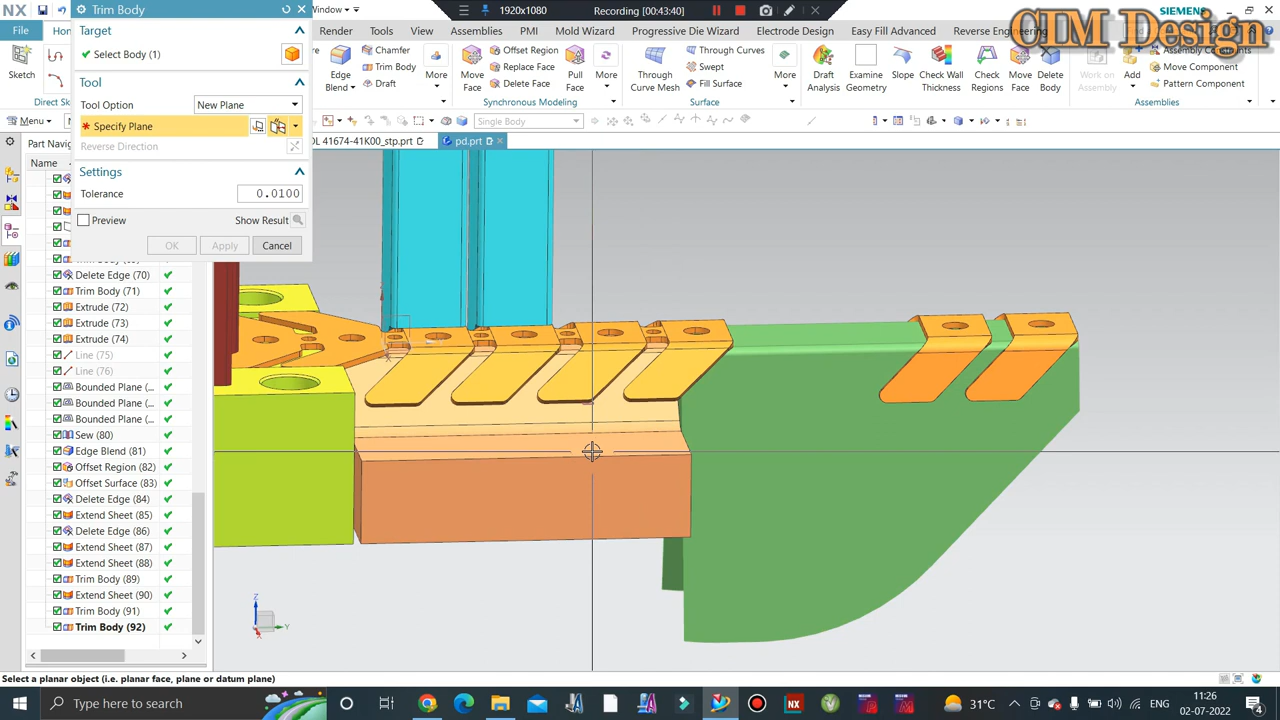 NX
Window
1920x1080
Recording [00:43:40]
SIEMENS
CIM Design
File
Render
Tools
View
Assemblies
PMI
Mold Wizard
Progressive Die Wizard
Electrode Design
Easy Fill Advanced
Reverse Engineering
Sketch
Edge
Blend
Chamfer
Trim Body
Draft
More
Move
Face
Offset Region
Replace Face
Delete Face
Pull
Face
More
Through
Curve Mesh
Through Curves
Swept
Fill Surface
More
Draft
Analysis
Examine
Geometry
Slope
Check Wall
Thickness
Check
Regions
Move
Face
Delete
Body
Work on
Assembly
Add
Assembly Constraints
Move Component
Pattern Component
Direct Sk
Synchronous Modeling
Surface
Assemblies
Menu
Single Body
41674-41K00_stp.prt
pd.prt
Trim Body
Target
Select Body (1)
Tool
Tool Option
New Plane
Specify Plane
Reverse Direction
Settings
Tolerance
0.0100
Preview
Show Result
OK
Apply
Cancel
Part Navig
Name
Delete Edge (70)
Trim Body (71)
Extrude (72)
Extrude (73)
Extrude (74)
Line (75)
Line (76)
Bounded Plane (...
Bounded Plane (...
Bounded Plane (...
Sew (80)
Edge Blend (81)
Offset Region (82)
Offset Surface (83)
Delete Edge (84)
Extend Sheet (85)
Delete Edge (86)
Extend Sheet (87)
Extend Sheet (88)
Trim Body (89)
Extend Sheet (90)
Trim Body (91)
Trim Body (92)
Z
Y
X
Select a planar object (i.e. planar face, plane or datum plane)
Type here to search
31°C
ENG
11:26
02-07-2022